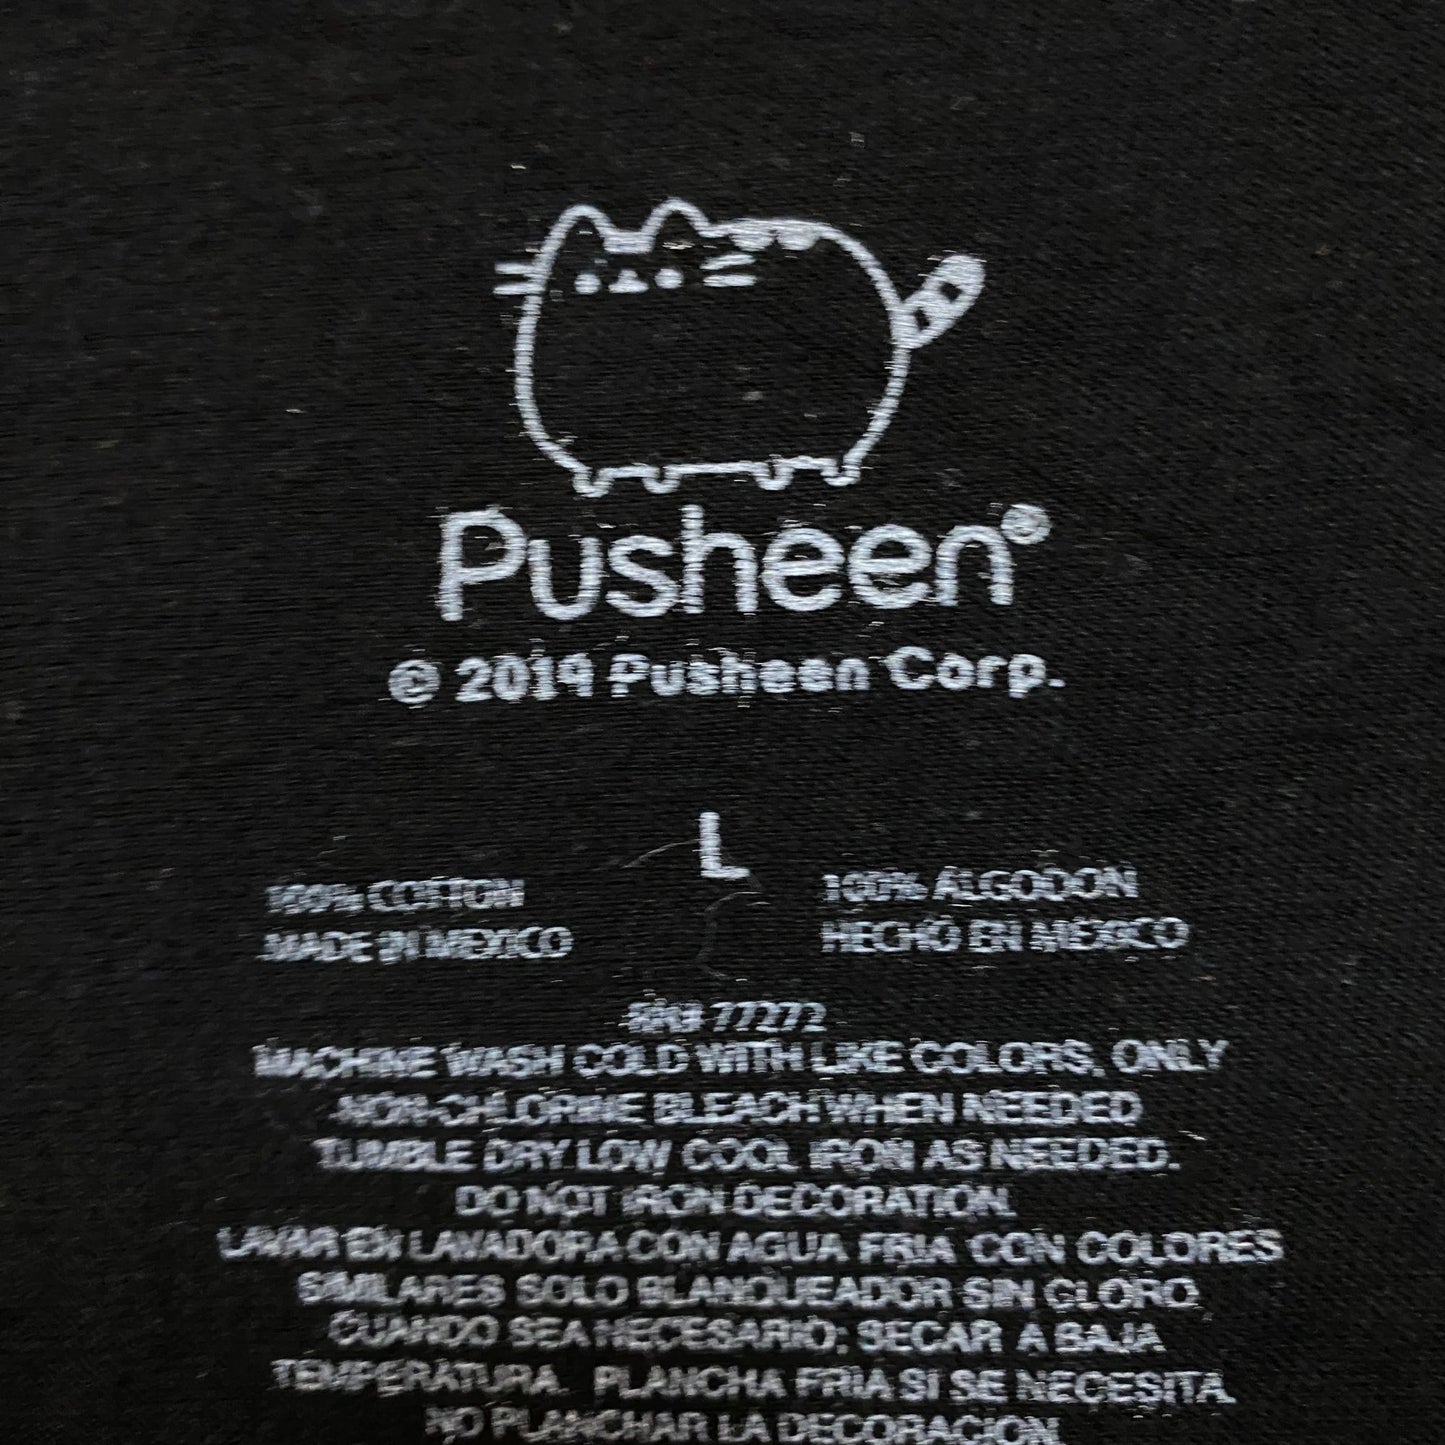 Pusheen®
© 2019 Pusheen Corp.
L
100% COTTON
MADE IN MEXICO
100% ALGODON
HECHO EN MEXICO
RN# 77272
MACHINE WASH COLD WITH LIKE COLORS, ONLY
NON-CHLORINE BLEACH WHEN NEEDED
TUMBLE DRY LOW COOL IRON AS NEEDED.
DO NOT IRON DECORATION.
LAVAR EN LAVADORA CON AGUA FRIA CON COLORES
SIMILARES SOLO BLANQUEADOR SIN CLORO
CUANDO SEA NECESARIO: SECAR A BAJA
TEMPERATURA. PLANCHA FRIA SI SE NECESITA.
NO PLANCHAR LA DECORACION.